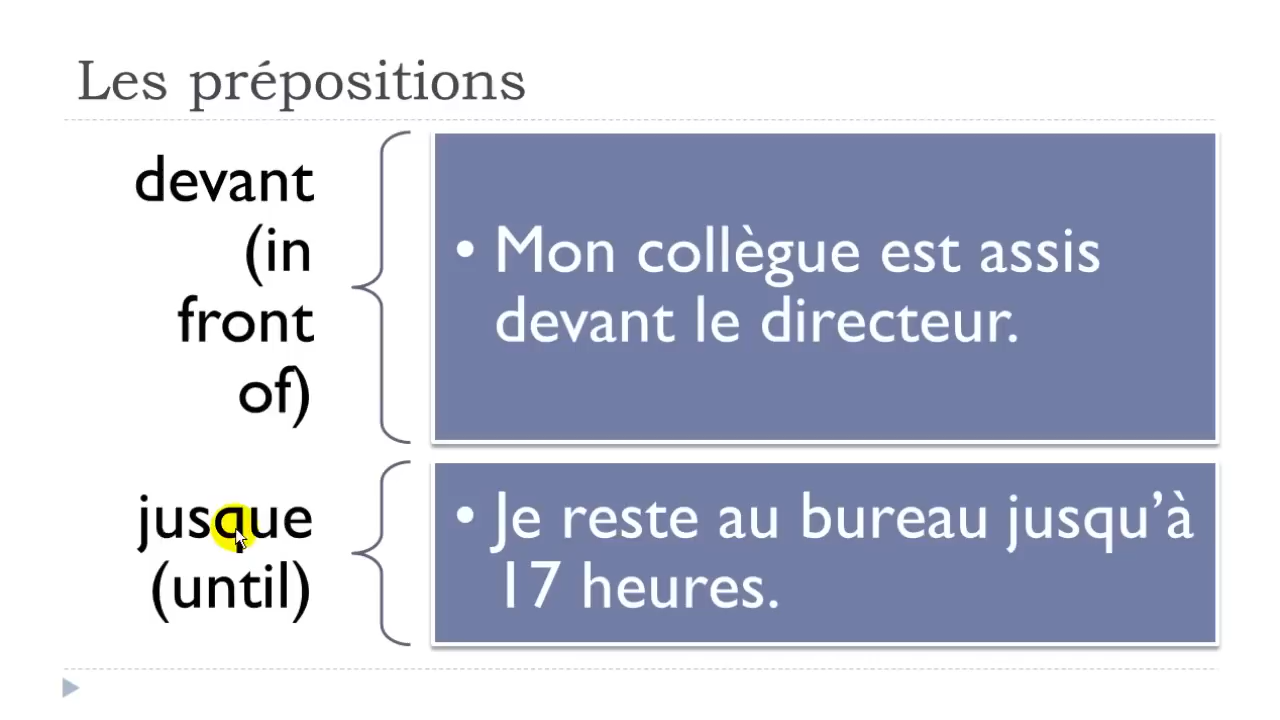 Les prépositions
devant
(in
front
of)
• Mon collègue est assis
devant le directeur.
jusque
(until)
• Je reste au bureau jusqu’à
17 heures.